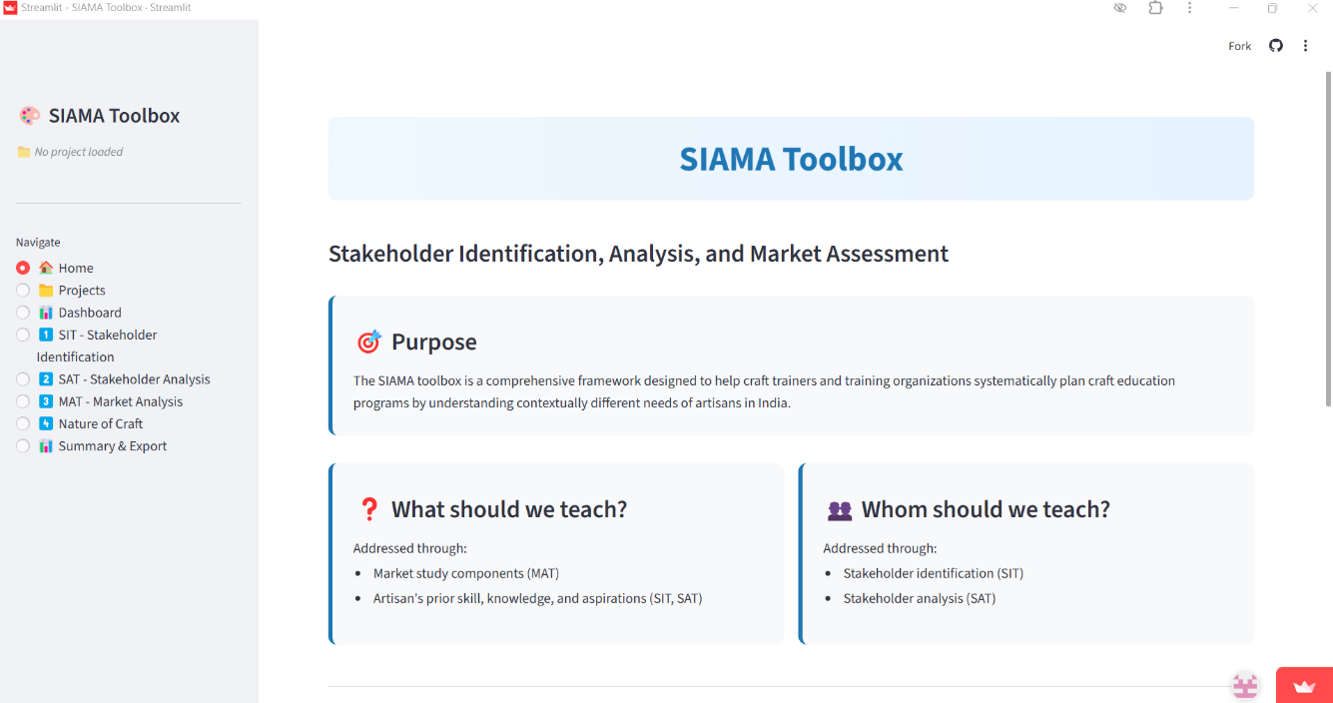 Streamlit - SIAMA Toolbox - Streamlit
Fork
SIAMA Toolbox
No project loaded
Navigate
Home
Projects
Dashboard
1 SIT - Stakeholder
Identification
2 SAT - Stakeholder Analysis
3 MAT - Market Analysis
4 Nature of Craft
Summary & Export
SIAMA Toolbox
Stakeholder Identification, Analysis, and Market Assessment
Purpose
The SIAMA toolbox is a comprehensive framework designed to help craft trainers and training organizations systematically plan craft education
programs by understanding contextually different needs of artisans in India.
What should we teach?
Addressed through:
• Market study components (MAT)
• Artisan's prior skill, knowledge, and aspirations (SIT, SAT)
Whom should we teach?
Addressed through:
• Stakeholder identification (SIT)
• Stakeholder analysis (SAT)